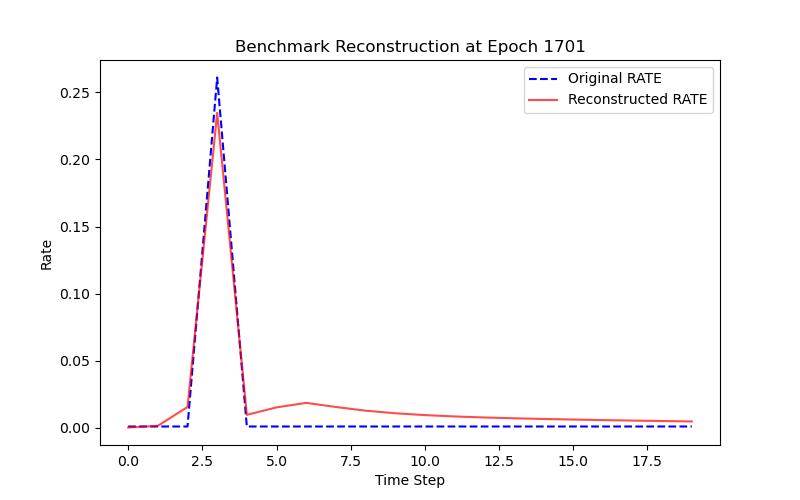 Benchmark Reconstruction at Epoch 1701
Original RATE
Reconstructed RATE
0.25
0.20
0.15
0.10
0.05
0.00
Rate
0.0 2.5 5.0 7.5 10.0 12.5 15.0 17.5
Time Step